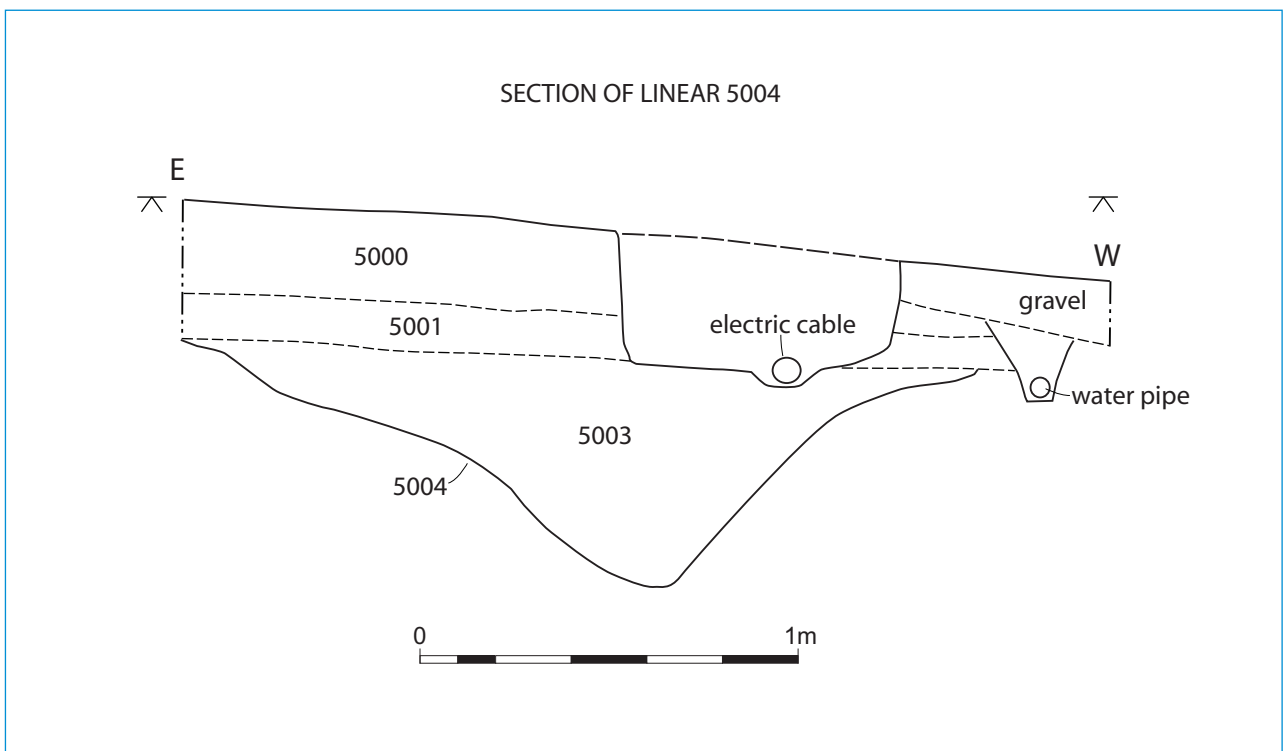 SECTION OF LINEAR 5004
E
W
5000
gravel
5001
electric cable
water pipe
5003
5004
0 1m